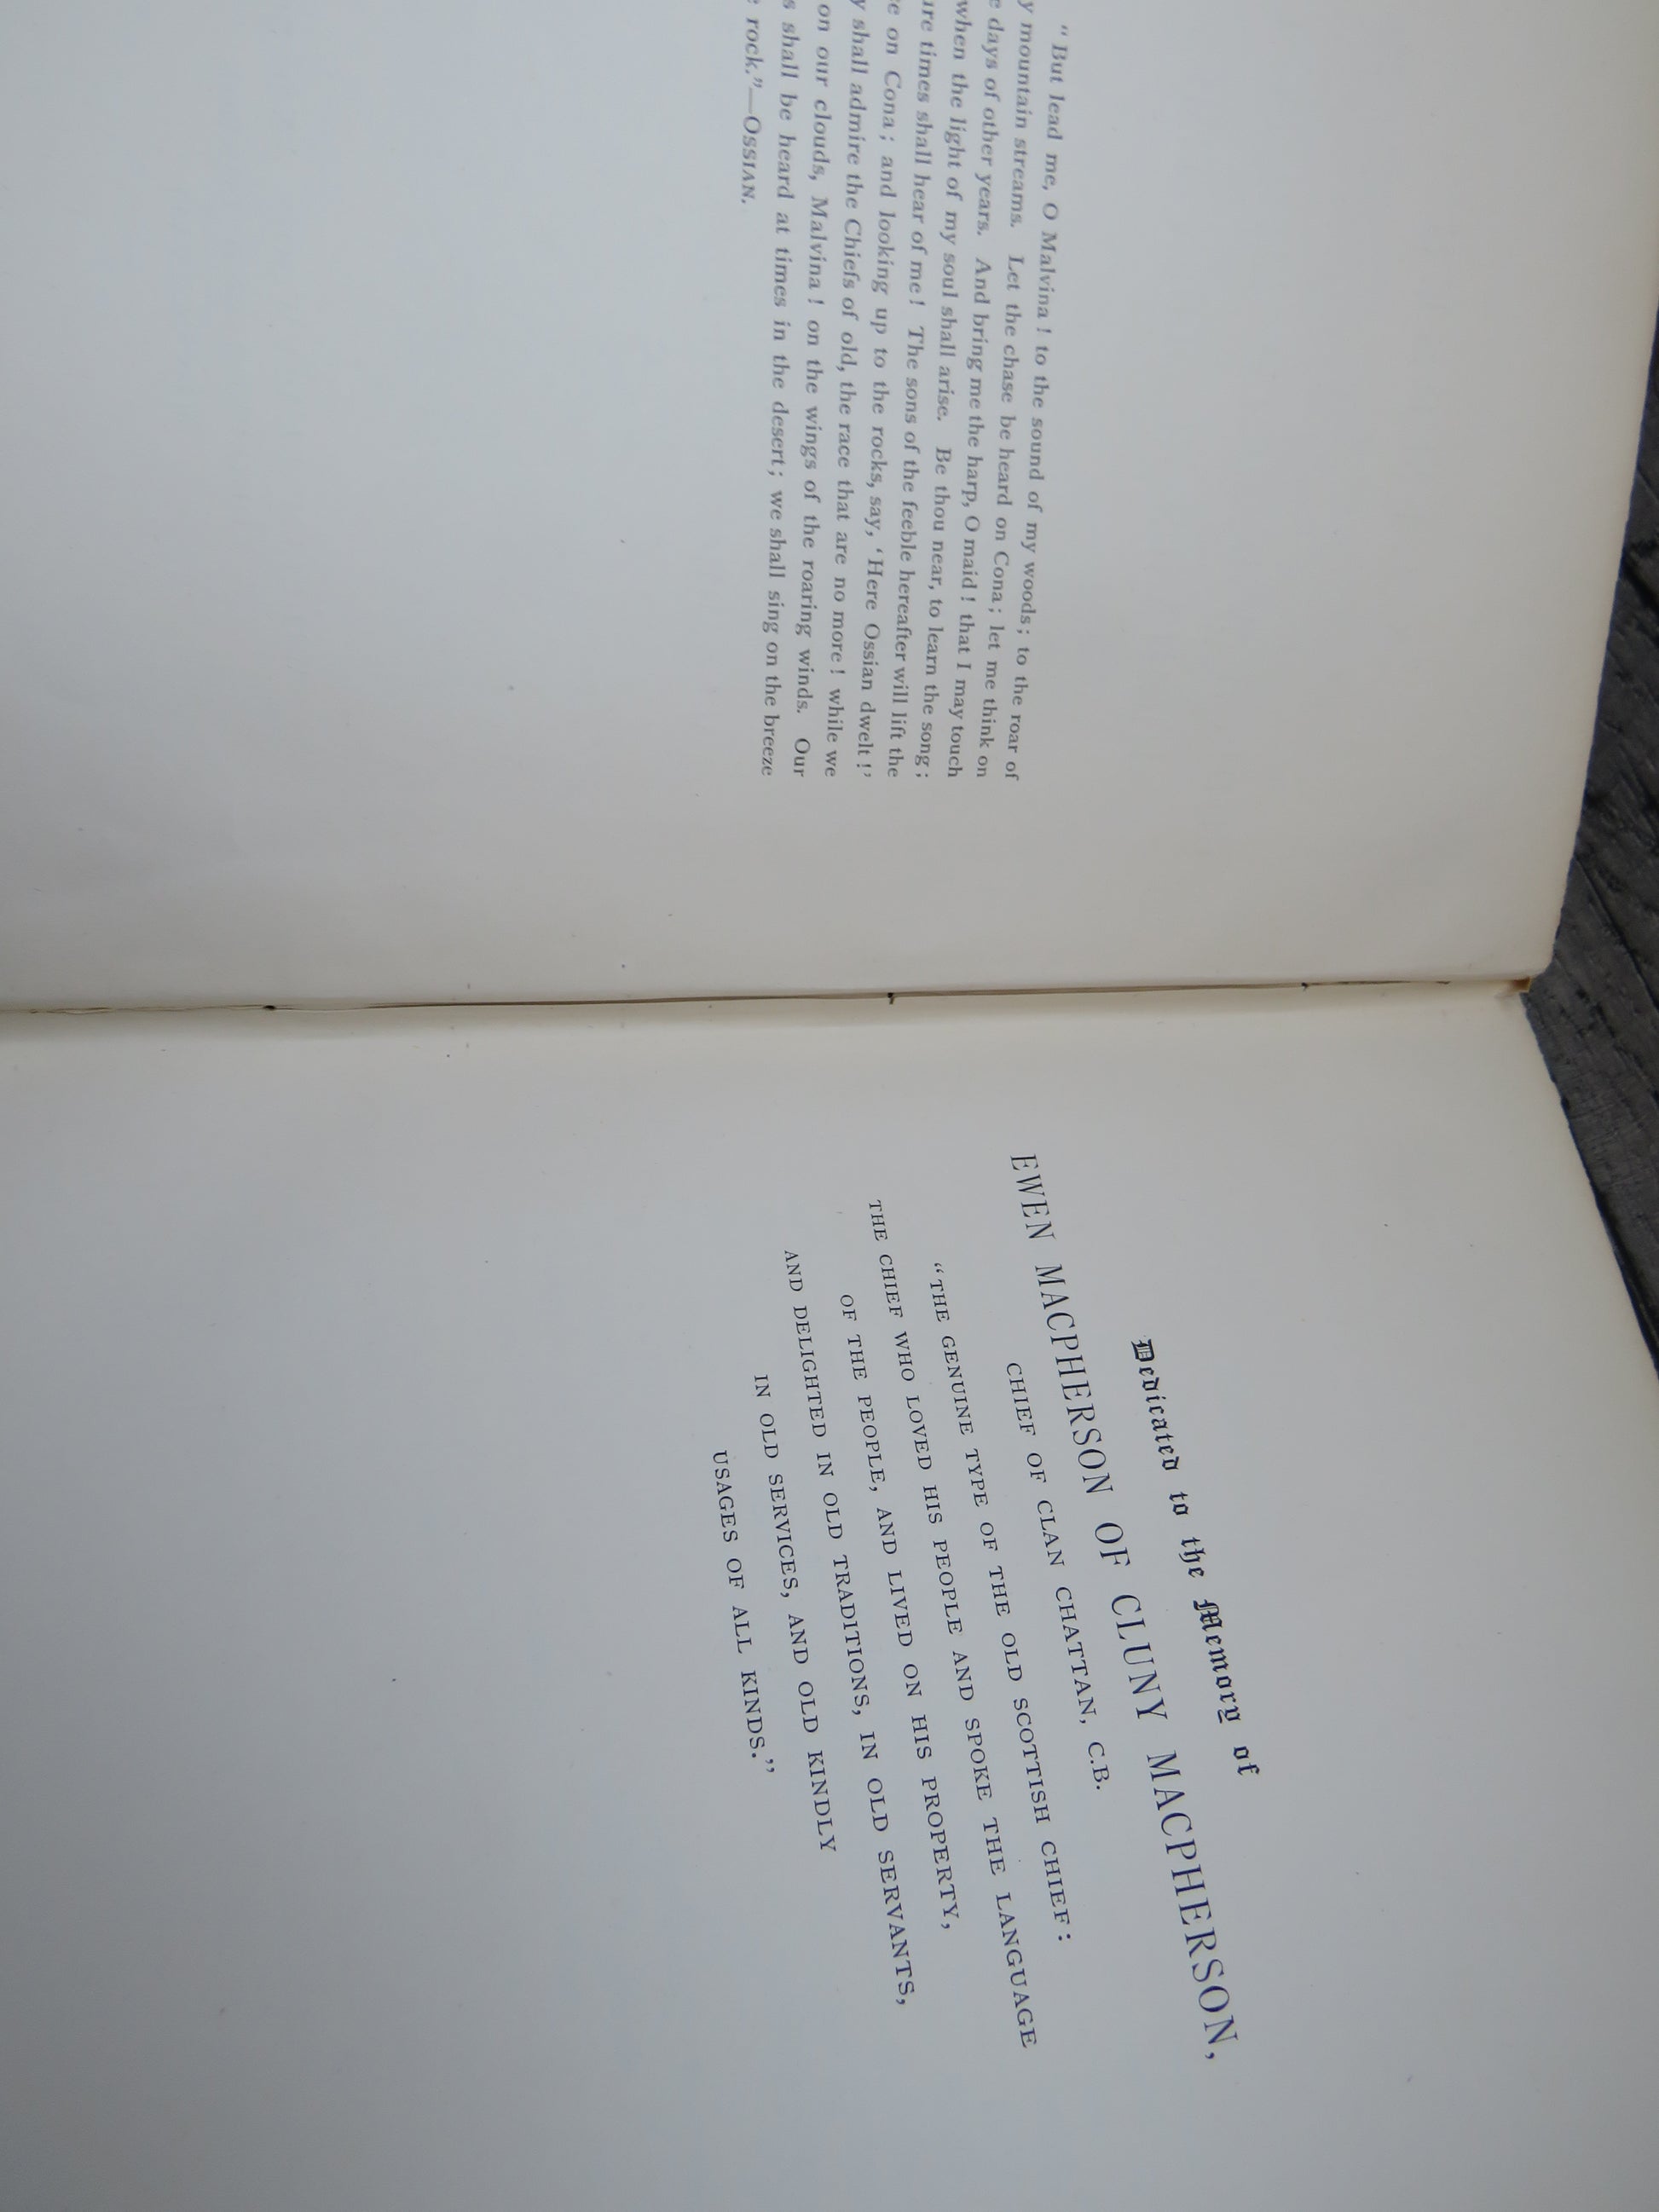 “ But lead me, O Malvina ! to the sound of my woods ; to the roar of
mountain streams. Let the chase be heard on Cona ; let me think on
days of other years. And bring me the harp, O maid ! that I may touch
when the light of my soul shall arise. Be thou near, to learn the song ;
times shall hear of me ! The sons of the feeble hereafter will lift the
on Cona ; and looking up to the rocks, say, ‘Here Ossian dwelt !’
shall admire the Chiefs of old, the race that are no more ! while we
on our clouds, Malvina ! on the wings of the roaring winds. Our
shall be heard at times in the desert ; we shall sing on the breeze
rock.”—OSSIAN.
Dedicated to the Memory of
EWEN MACPHERSON OF CLUNY MACPHERSON,
CHIEF OF CLAN CHATTAN, C.B.
“THE GENUINE TYPE OF THE OLD SCOTTISH CHIEF :
THE CHIEF WHO LOVED HIS PEOPLE AND SPOKE THE LANGUAGE
OF THE PEOPLE, AND LIVED ON HIS PROPERTY,
AND DELIGHTED IN OLD TRADITIONS, IN OLD SERVANTS,
IN OLD SERVICES, AND OLD KINDLY
USAGES OF ALL KINDS.”